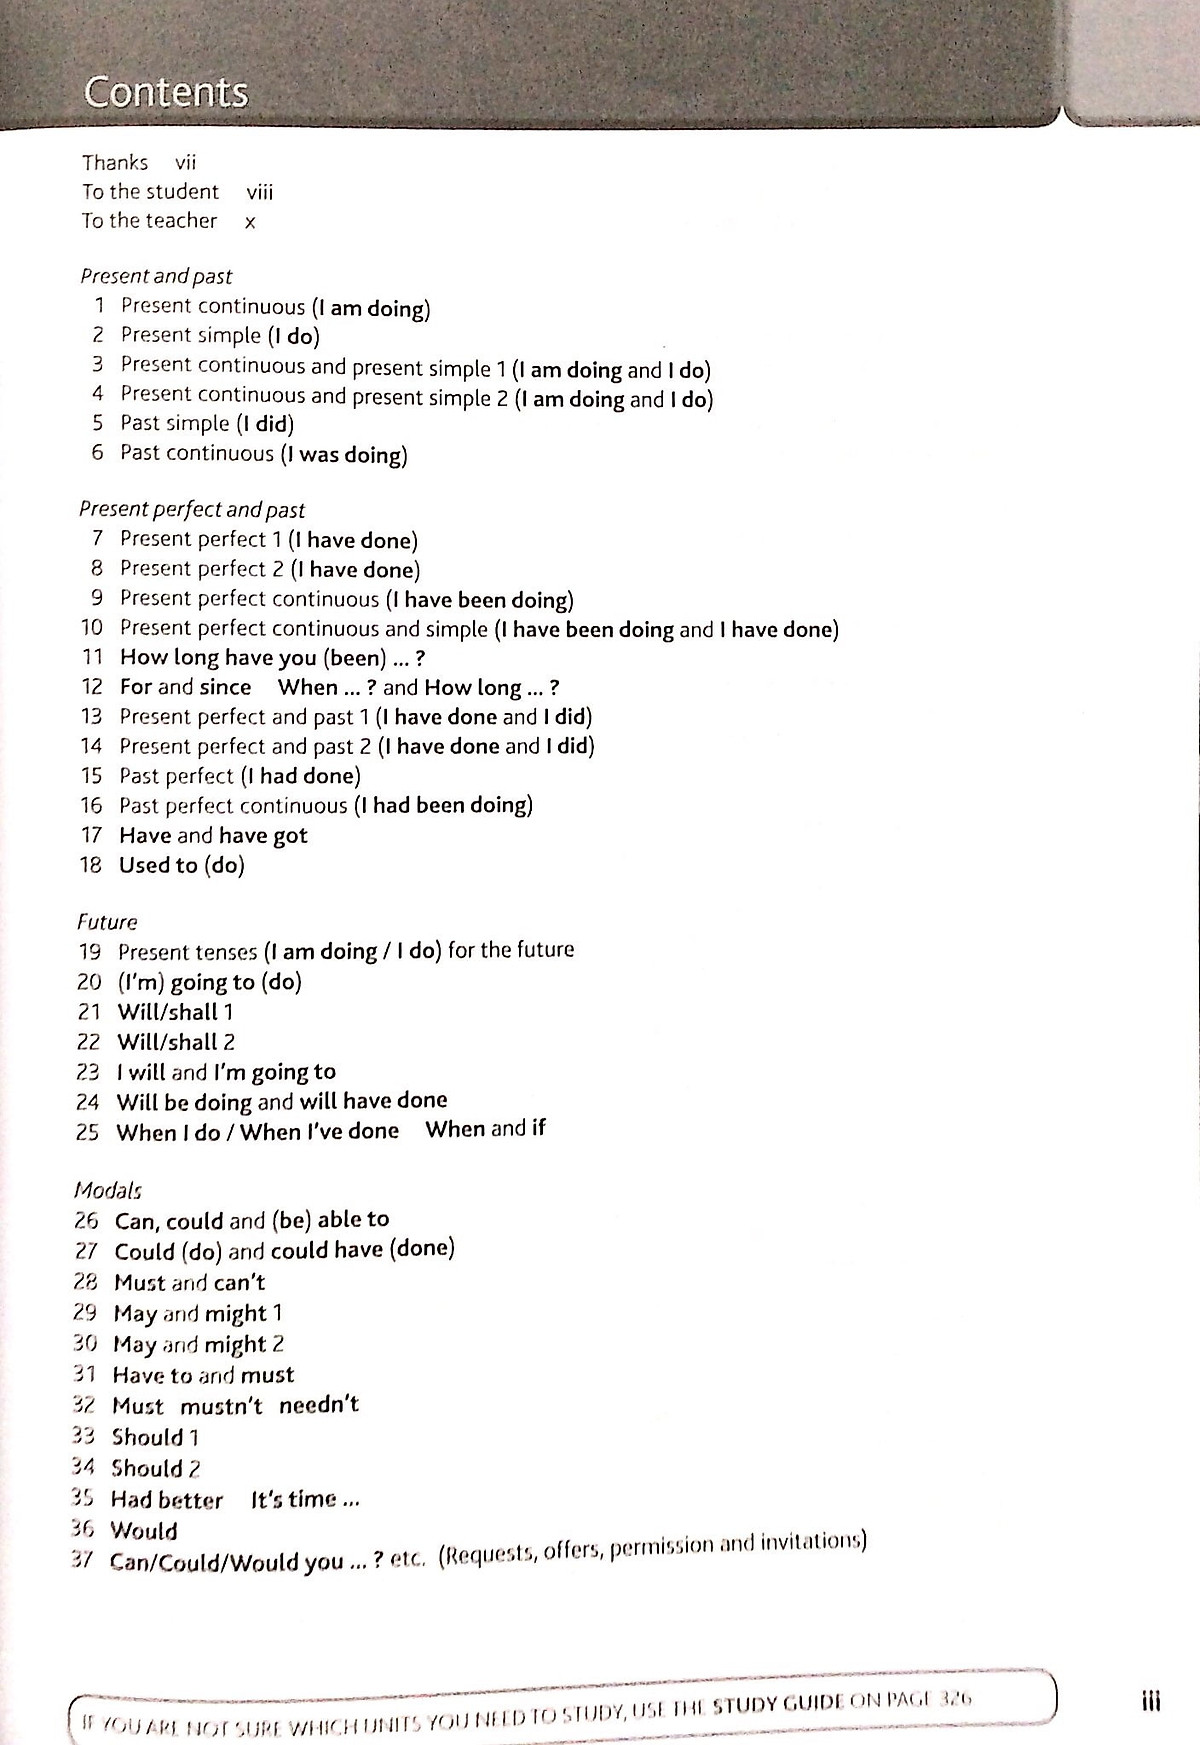 Contents
Thanks vii
To the student viii
To the teacher x
Present and past
1 Present continuous (I am doing)
2 Present simple (I do)
3 Present continuous and present simple 1 (I am doing and I do)
4 Present continuous and present simple 2 (I am doing and I do)
5 Past simple (I did)
6 Past continuous (I was doing)
Present perfect and past
7 Present perfect 1 (I have done)
8 Present perfect 2 (I have done)
9 Present perfect continuous (I have been doing)
10 Present perfect continuous and simple (I have been doing and I have done)
11 How long have you (been) ... ?
12 For and since When ... ? and How long ... ?
13 Present perfect and past 1 (I have done and I did)
14 Present perfect and past 2 (I have done and I did)
15 Past perfect (I had done)
16 Past perfect continuous (I had been doing)
17 Have and have got
18 Used to (do)
Future
19 Present tenses (I am doing / I do) for the future
20 (I'm) going to (do)
21 Will/shall 1
22 Will/shall 2
23 I will and I'm going to
24 Will be doing and will have done
25 When I do / When I've done When and if
Modals
26 Can, could and (be) able to
27 Could (do) and could have (done)
28 Must and can't
29 May and might 1
30 May and might 2
31 Have to and must
32 Must mustn't needn't
33 Should 1
34 Should 2
35 Had better It's time ...
36 Would
37 Can/Could/Would you ... ? etc. (Requests, offers, permission and invitations)
IF YOU ARE NOT SURE WHICH UNITS YOU NEED TO STUDY, USE THE STUDY GUIDE ON PAGE 326
iii